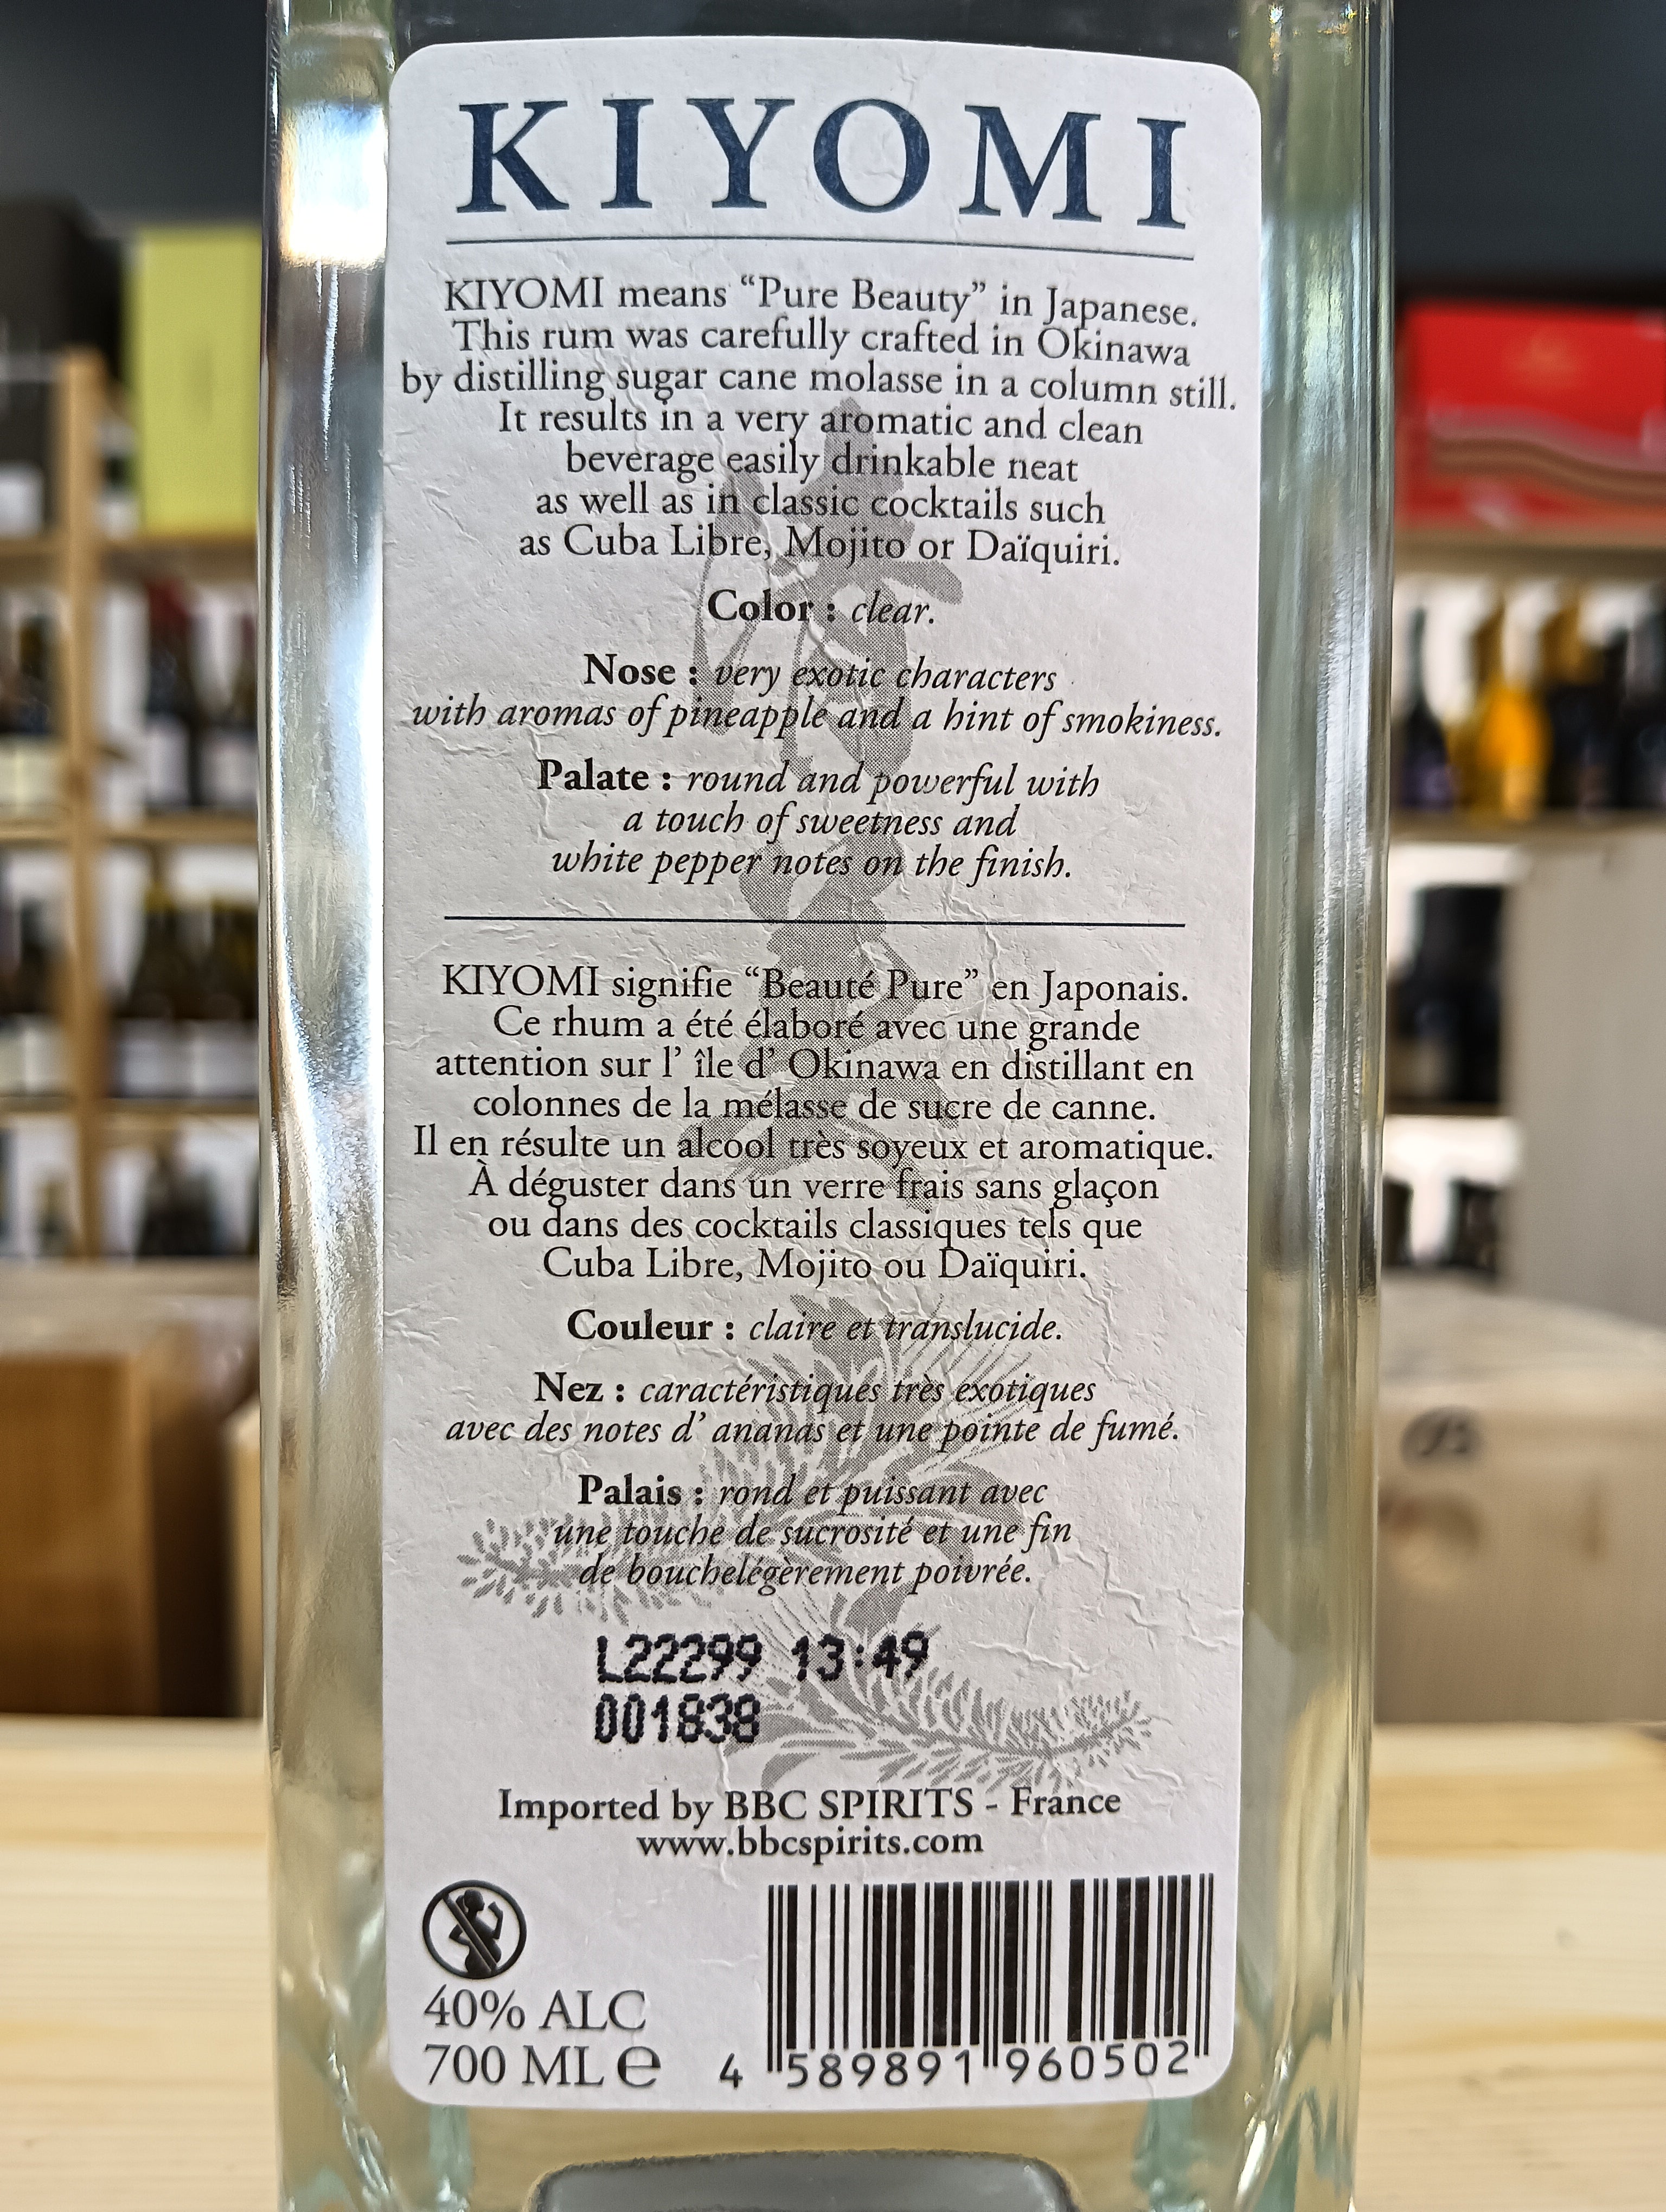 KIYOMI
KIYOMI means “Pure Beauty” in Japanese.
This rum was carefully crafted in Okinawa
by distilling sugar cane molasse in a column still.
It results in a very aromatic and clean
beverage easily drinkable neat
as well as in classic cocktails such
as Cuba Libre, Mojito or Daïquiri.
Color : clear.
Nose : very exotic characters
with aromas of pineapple and a hint of smokiness.
Palate : round and powerful with
a touch of sweetness and
white pepper notes on the finish.
KIYOMI signifie “Beauté Pure” en Japonais.
Ce rhum a été élaboré avec une grande
attention sur l’ île d’ Okinawa en distillant en
colonnes de la mélasse de sucre de canne.
Il en résulte un alcool très soyeux et aromatique.
À déguster dans un verre frais sans glaçon
ou dans des cocktails classiques tels que
Cuba Libre, Mojito ou Daïquiri.
Couleur : claire et translucide.
Nez : caractéristiques très exotiques
avec des notes d’ ananas et une pointe de fumé.
Palais : rond et puissant avec
une touche de sucrosité et une fin
de bouchelégèrement poivrée.
L22299 13:49
001838
Imported by BBC SPIRITS - France
www.bbcspirits.com
40% ALC
700 ML e
4 589891 960502